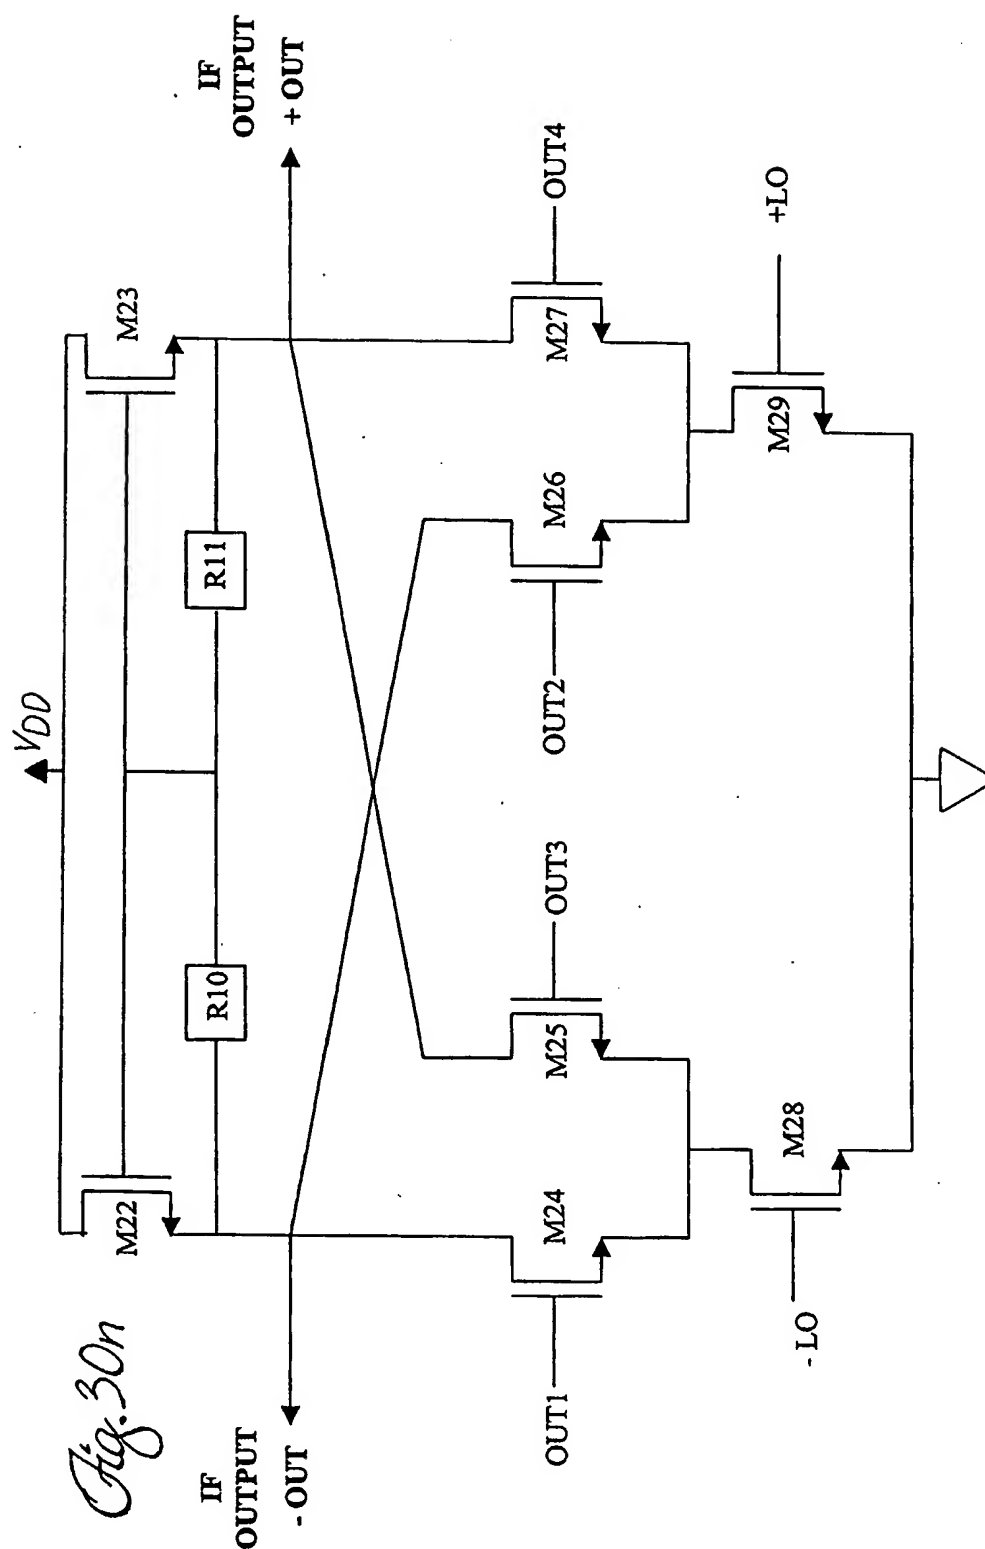 Fig. 30n
VDD
M22
M23
R10
R11
IF
OUTPUT
- OUT
IF
OUTPUT
+ OUT
M24
M25
M26
M27
OUT1
OUT3
OUT2
OUT4
M28
M29
- LO
+LO